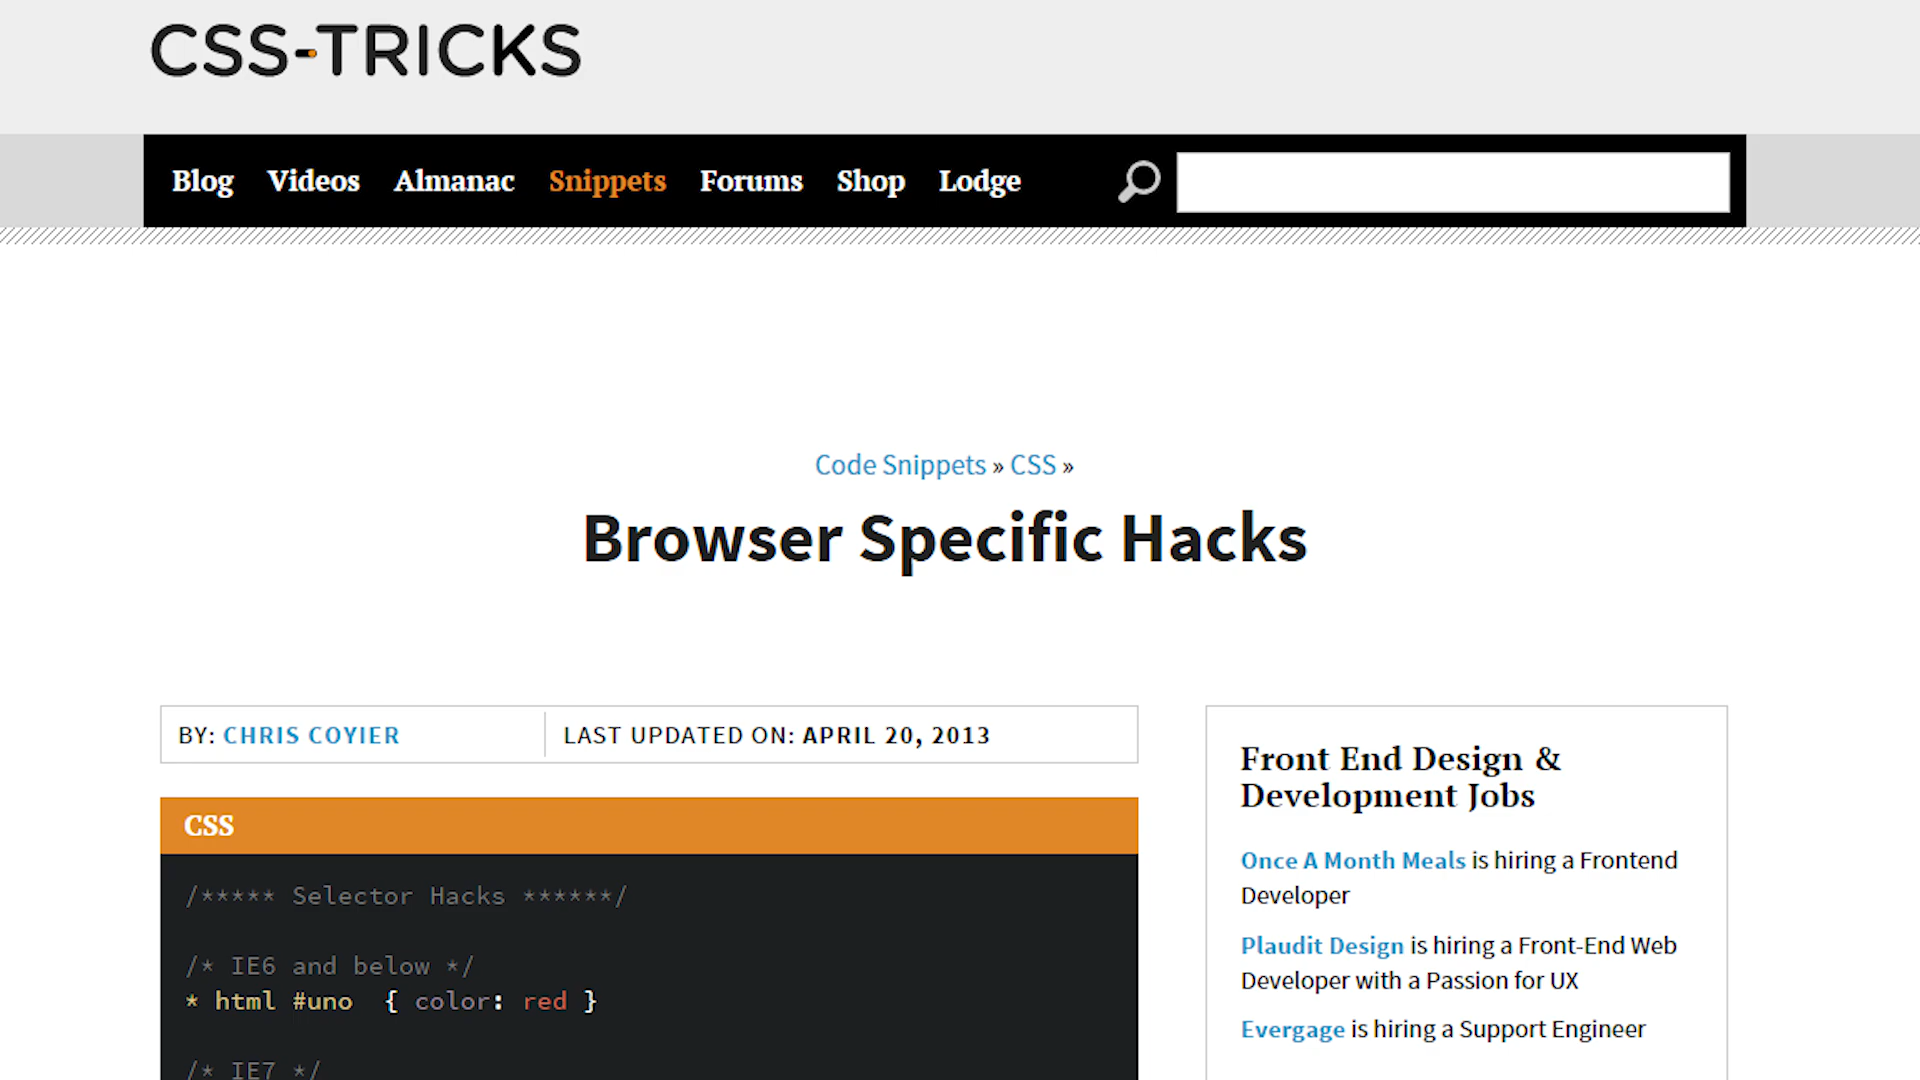 CSS-TRICKS
Blog Videos Almanac Snippets Forums Shop Lodge
Code Snippets » CSS »
Browser Specific Hacks
BY: CHRIS COYIER
LAST UPDATED ON: APRIL 20, 2013
CSS
/***** Selector Hacks ******/
/* IE6 and below */
* html #uno  { color: red }
/* IE7 */
Front End Design &
Development Jobs
Once A Month Meals is hiring a Frontend
Developer
Plaudit Design is hiring a Front-End Web
Developer with a Passion for UX
Evergage is hiring a Support Engineer